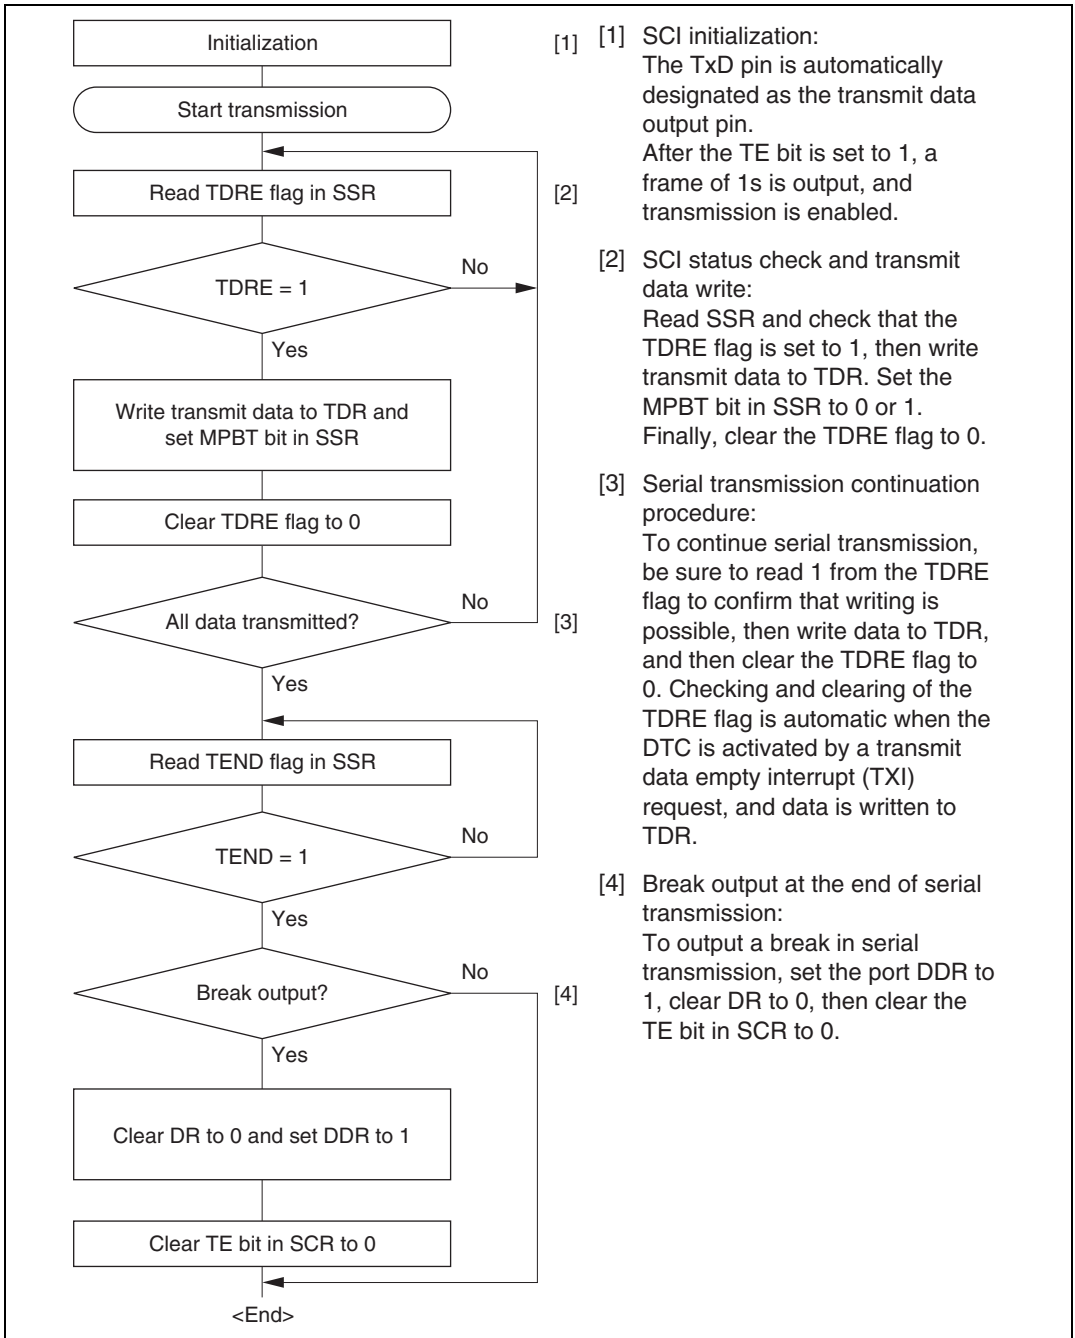 Initialization
[1]
Start transmission
Read TDRE flag in SSR
[2]
TDRE = 1
No
Yes
Write transmit data to TDR and
set MPBT bit in SSR
Clear TDRE flag to 0
All data transmitted?
No
[3]
Yes
Read TEND flag in SSR
TEND = 1
No
Yes
Break output?
No
[4]
Yes
Clear DR to 0 and set DDR to 1
Clear TE bit in SCR to 0
<End>
[1] SCI initialization:
The TxD pin is automatically
designated as the transmit data
output pin.
After the TE bit is set to 1, a
frame of 1s is output, and
transmission is enabled.
[2] SCI status check and transmit
data write:
Read SSR and check that the
TDRE flag is set to 1, then write
transmit data to TDR. Set the
MPBT bit in SSR to 0 or 1.
Finally, clear the TDRE flag to 0.
[3] Serial transmission continuation
procedure:
To continue serial transmission,
be sure to read 1 from the TDRE
flag to confirm that writing is
possible, then write data to TDR,
and then clear the TDRE flag to
0. Checking and clearing of the
TDRE flag is automatic when the
DTC is activated by a transmit
data empty interrupt (TXI)
request, and data is written to
TDR.
[4] Break output at the end of serial
transmission:
To output a break in serial
transmission, set the port DDR to
1, clear DR to 0, then clear the
TE bit in SCR to 0.